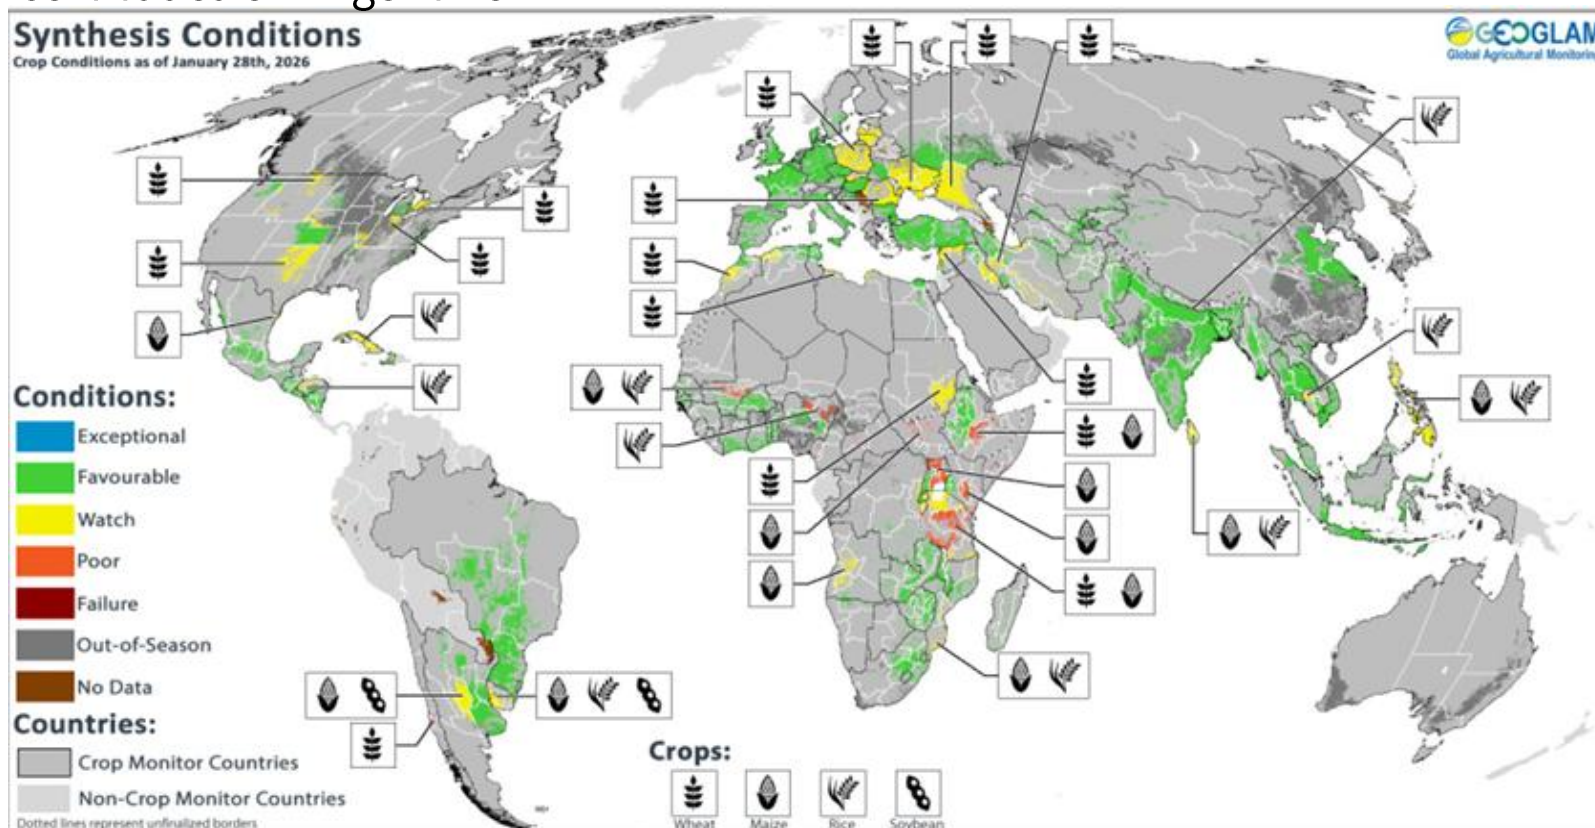 Synthesis Conditions
Crop Conditions as of January 28th, 2026
GEOGLAM
Global Agricultural Monitoring
Conditions:
Exceptional
Favourable
Watch
Poor
Failure
Out-of-Season
No Data
Countries:
Crop Monitor Countries
Non-Crop Monitor Countries
Dotted lines represent unfinalized borders
Crops:
Wheat
Maize
Rice
Soybean